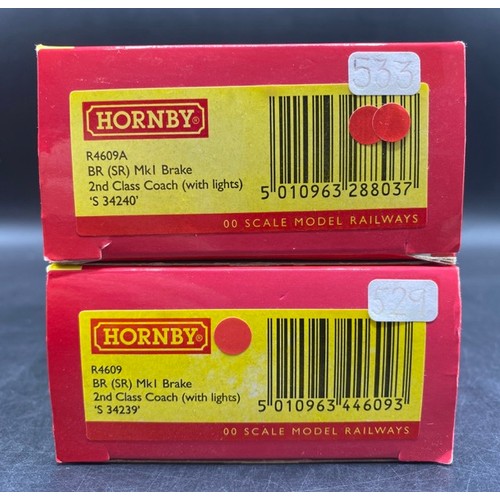 533
HORNBY®
R4609A
BR (SR) Mk1 Brake
2nd Class Coach (with lights)
'S 34240'
5 010963 288037
00 SCALE MODEL RAILWAYS
529
HORNBY®
R4609
BR (SR) Mk1 Brake
2nd Class Coach (with lights)
'S 34239'
5 010963 446093
00 SCALE MODEL RAILWAYS